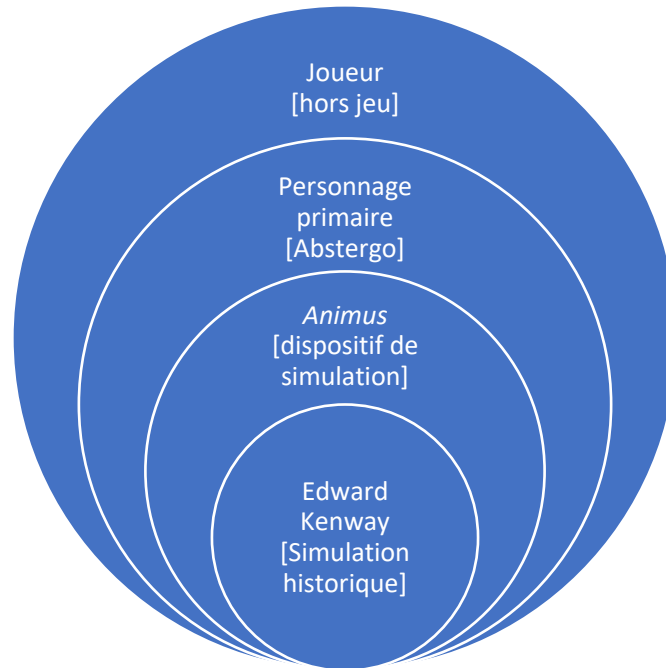 Joueur
[hors jeu]
Personnage
primaire
[Abstergo]
Animus
[dispositif de
simulation]
Edward
Kenway
[Simulation
historique]